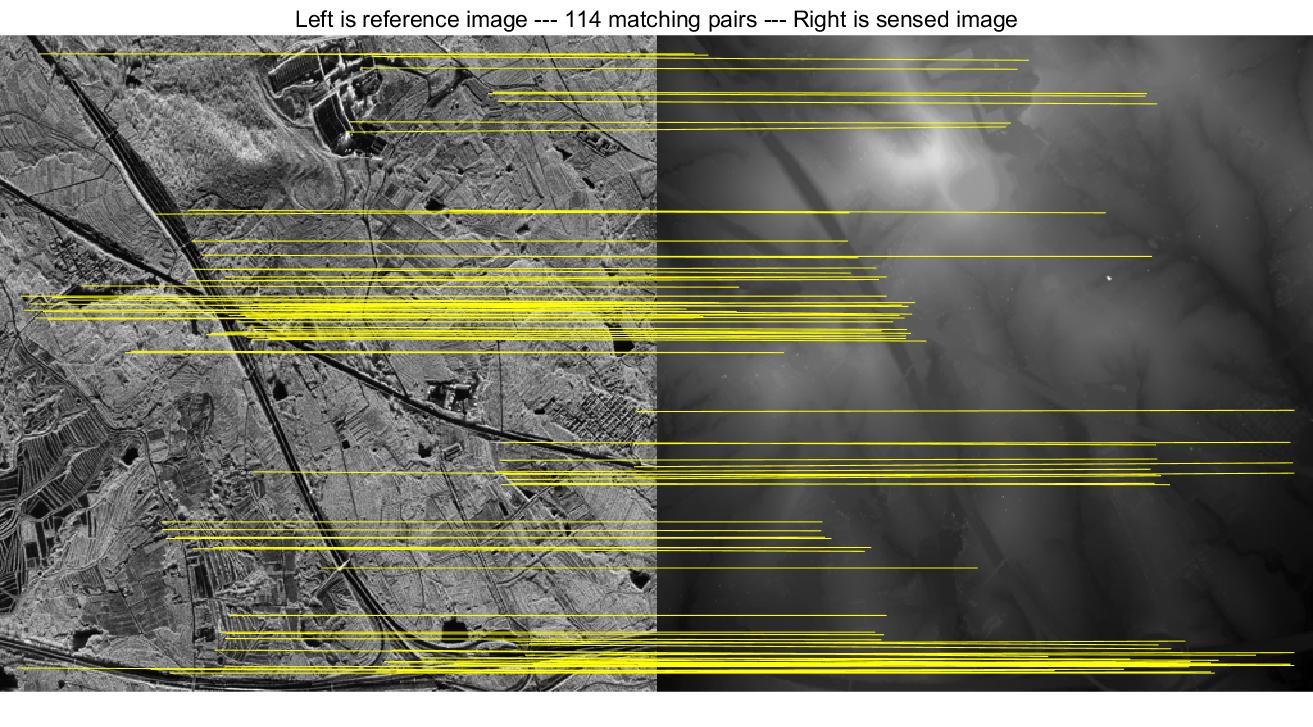 Left is reference image --- 114 matching pairs --- Right is sensed image